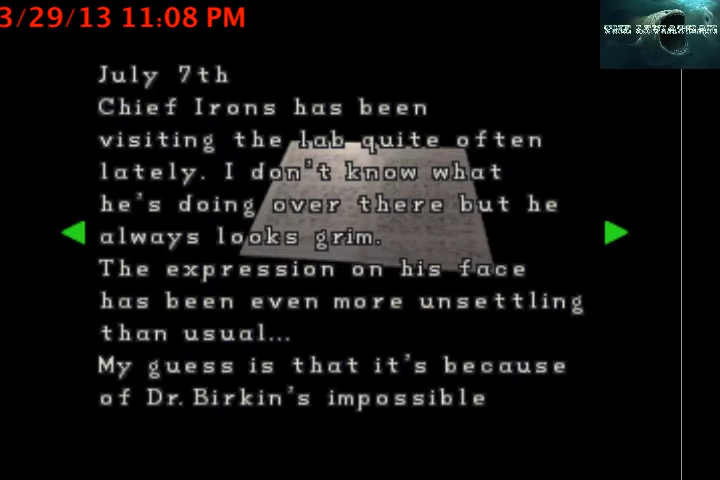 3/29/13 11:08 PM
THE LEVIATHAN
July 7th
Chief Irons has been
visiting the lab quite often
lately. I don't know what
he's doing over there but he
always looks grim.
The expression on his face
has been even more unsettling
than usual...
My guess is that it's because
of Dr. Birkin's impossible